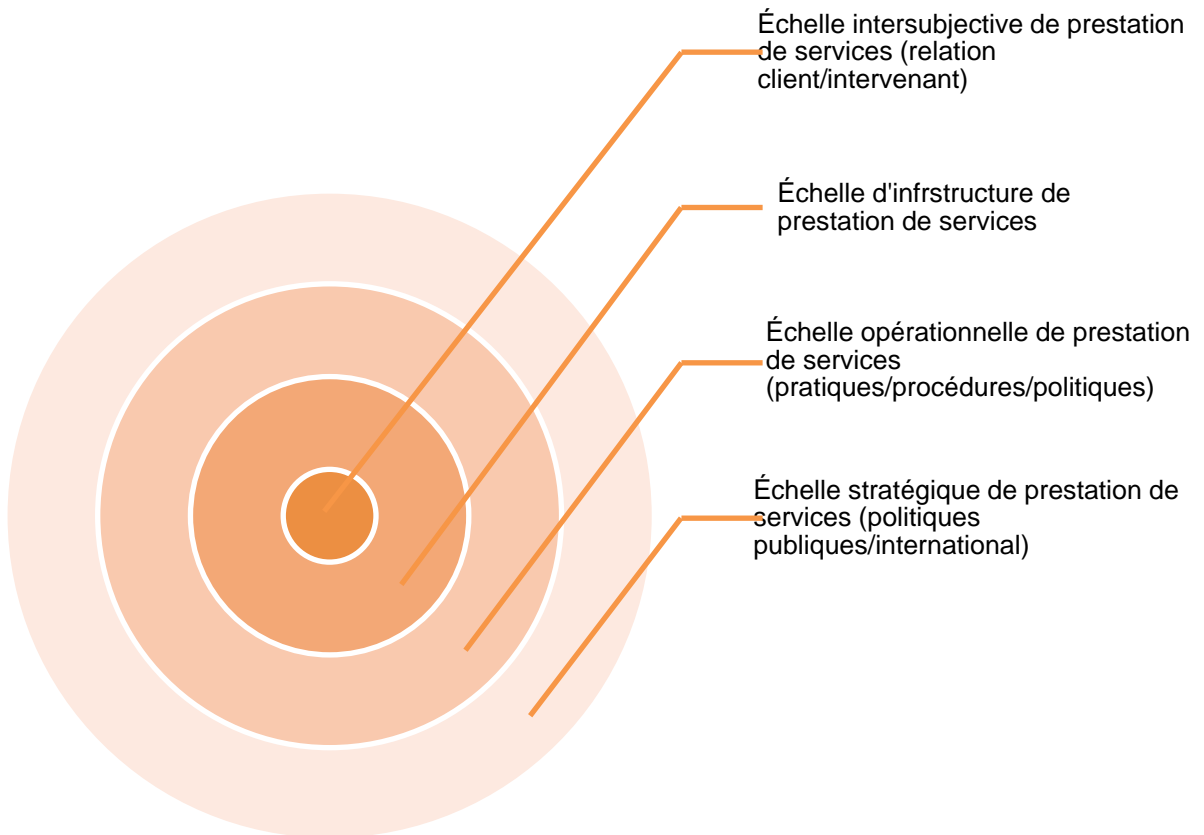 Échelle intersubjective de prestation
de services (relation
client/intervenant)
Échelle d'infrstructure de
prestation de services
Échelle opérationnelle de prestation
de services
(pratiques/procédures/politiques)
Échelle stratégique de prestation de
services (politiques
publiques/international)